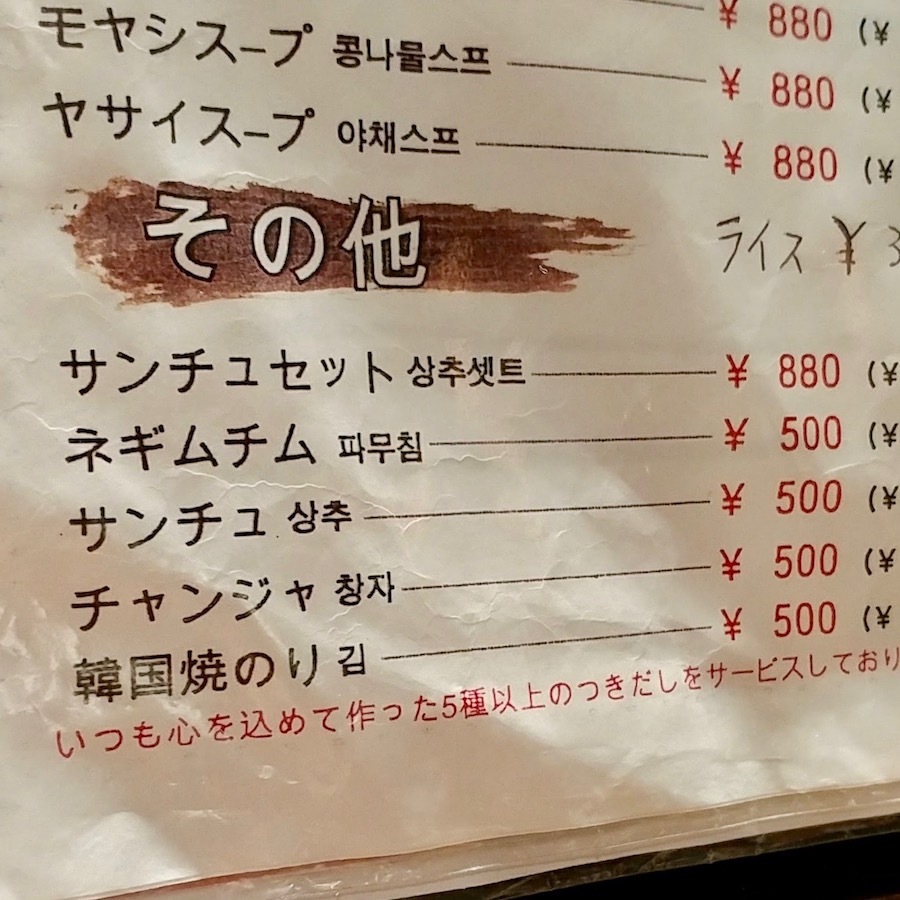 ¥ 880 (¥
モヤシスープ 콩나물스프 ¥ 880 (¥
ヤサイスープ 야채스프 ¥ 880 (¥
その他
ライス ¥ 3
サンチュセット 상추셋트 ¥ 880 (¥
ネギムチム 파무침 ¥ 500 (¥
サンチュ 상추 ¥ 500 (¥
チャンジャ 창자 ¥ 500 (¥
韓国焼のり 김 ¥ 500 (¥
いつも心を込めて作った5種以上のつきだしをサービスしており